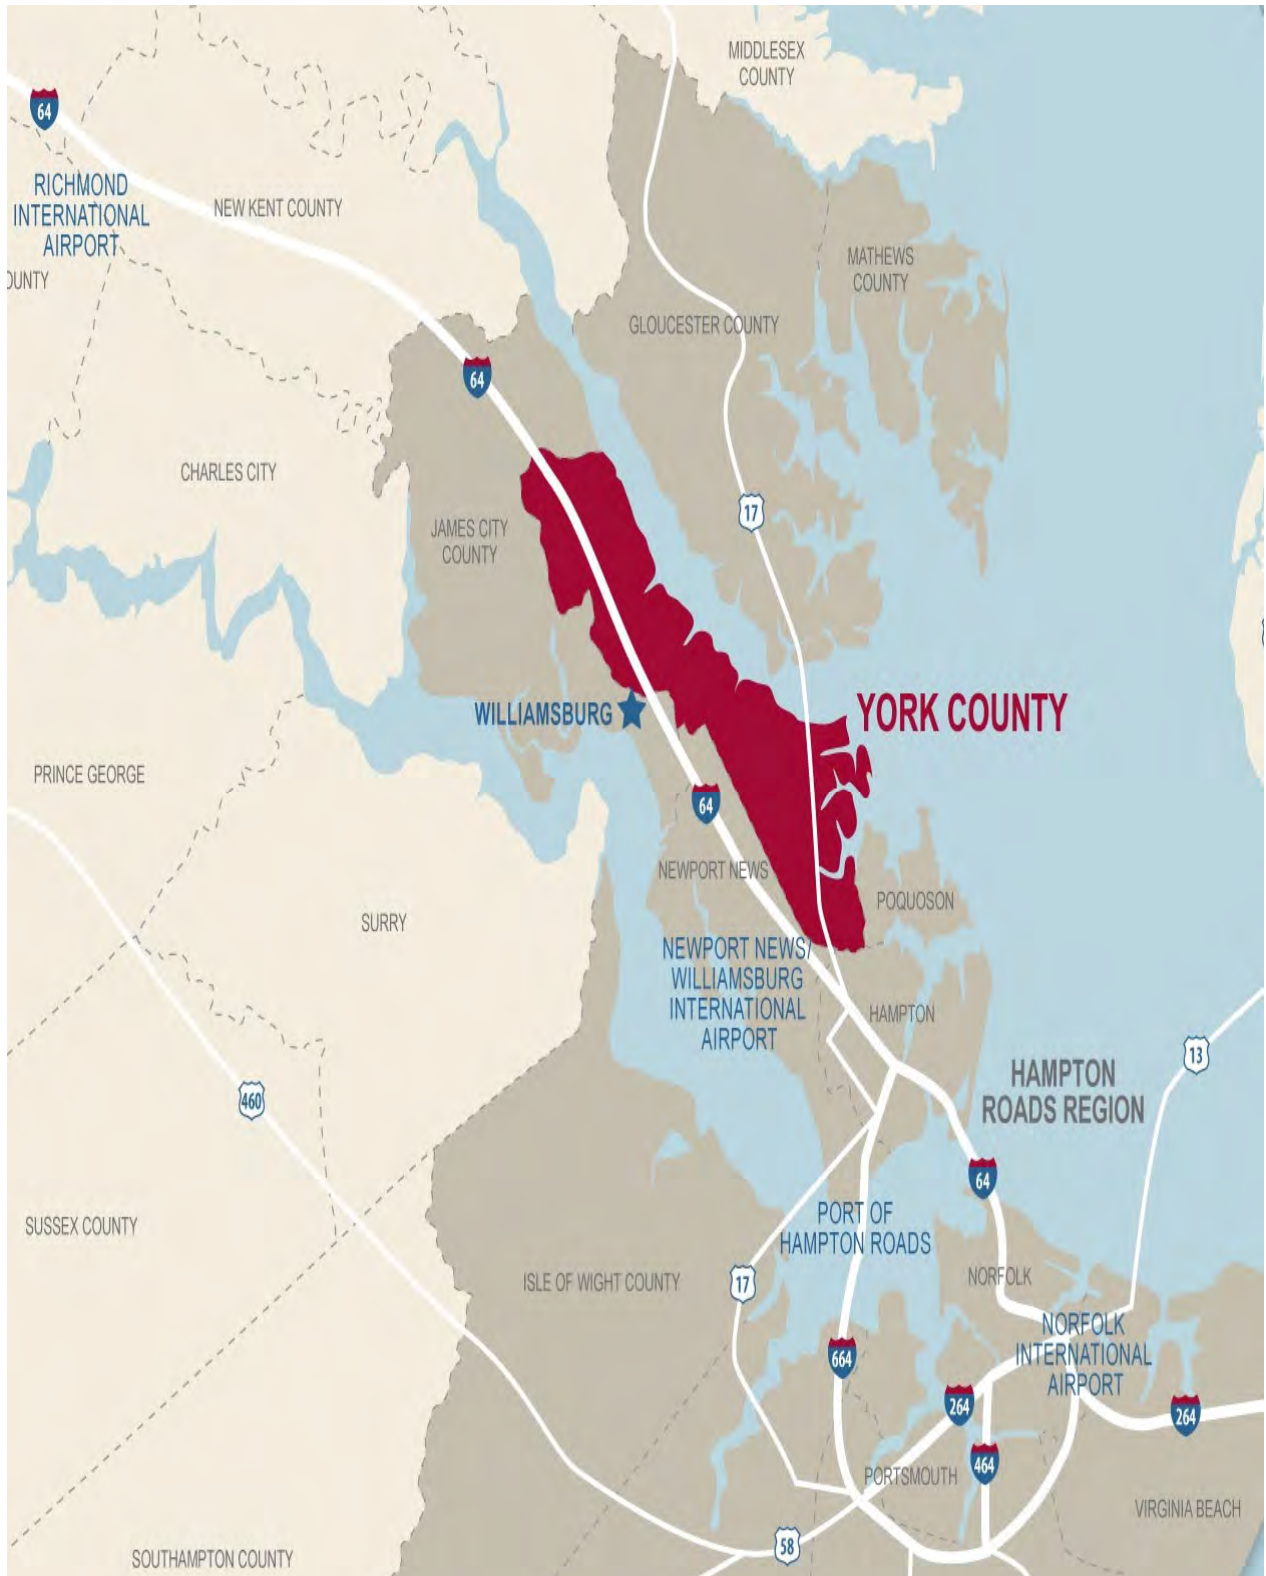 MIDDLESEX
COUNTY
64
RICHMOND
INTERNATIONAL
AIRPORT
NEW KENT COUNTY
OUNTY
MATHEWS
COUNTY
GLOUCESTER COUNTY
64
CHARLES CITY
17
JAMES CITY
COUNTY
WILLIAMSBURG
YORK COUNTY
PRINCE GEORGE
64
NEWPORT NEWS
POQUOSON
SURRY
NEWPORT NEWS/
WILLIAMSBURG
INTERNATIONAL
AIRPORT
HAMPTON
13
HAMPTON
ROADS REGION
460
64
PORT OF
HAMPTON ROADS
SUSSEX COUNTY
ISLE OF WIGHT COUNTY
17
NORFOLK
NORFOLK
INTERNATIONAL
AIRPORT
664
264
264
464
PORTSMOUTH
VIRGINIA BEACH
58
SOUTHAMPTON COUNTY